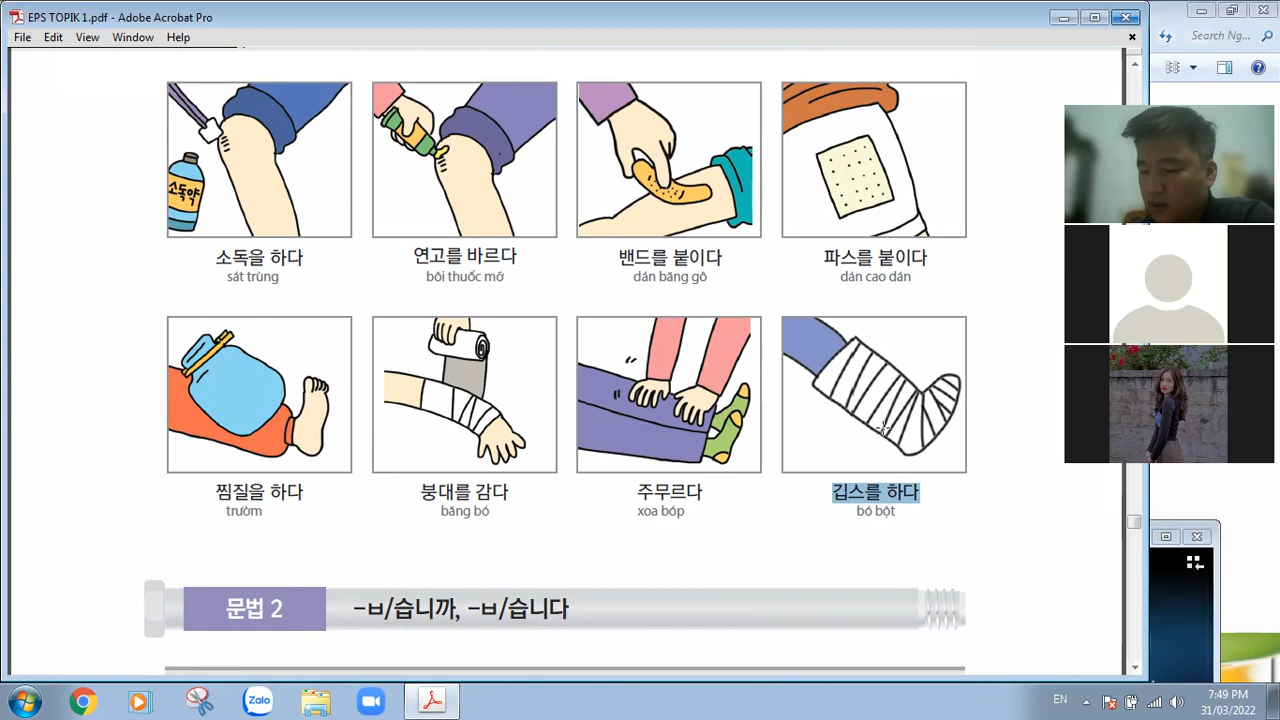 EPS TOPIK 1.pdf - Adobe Acrobat Pro
File Edit View Window Help
Search Ng...
소독약
소독을 하다
sát trùng
연고를 바르다
bôi thuốc mỡ
밴드를 붙이다
dán băng gô
파스를 붙이다
dán cao dán
찜질을 하다
trườm
붕대를 감다
băng bó
주무르다
xoa bóp
깁스를 하다
bó bột
문법 2
–ㅂ/습니까, –ㅂ/습니다
Zalo
EN
7:49 PM
31/03/2022